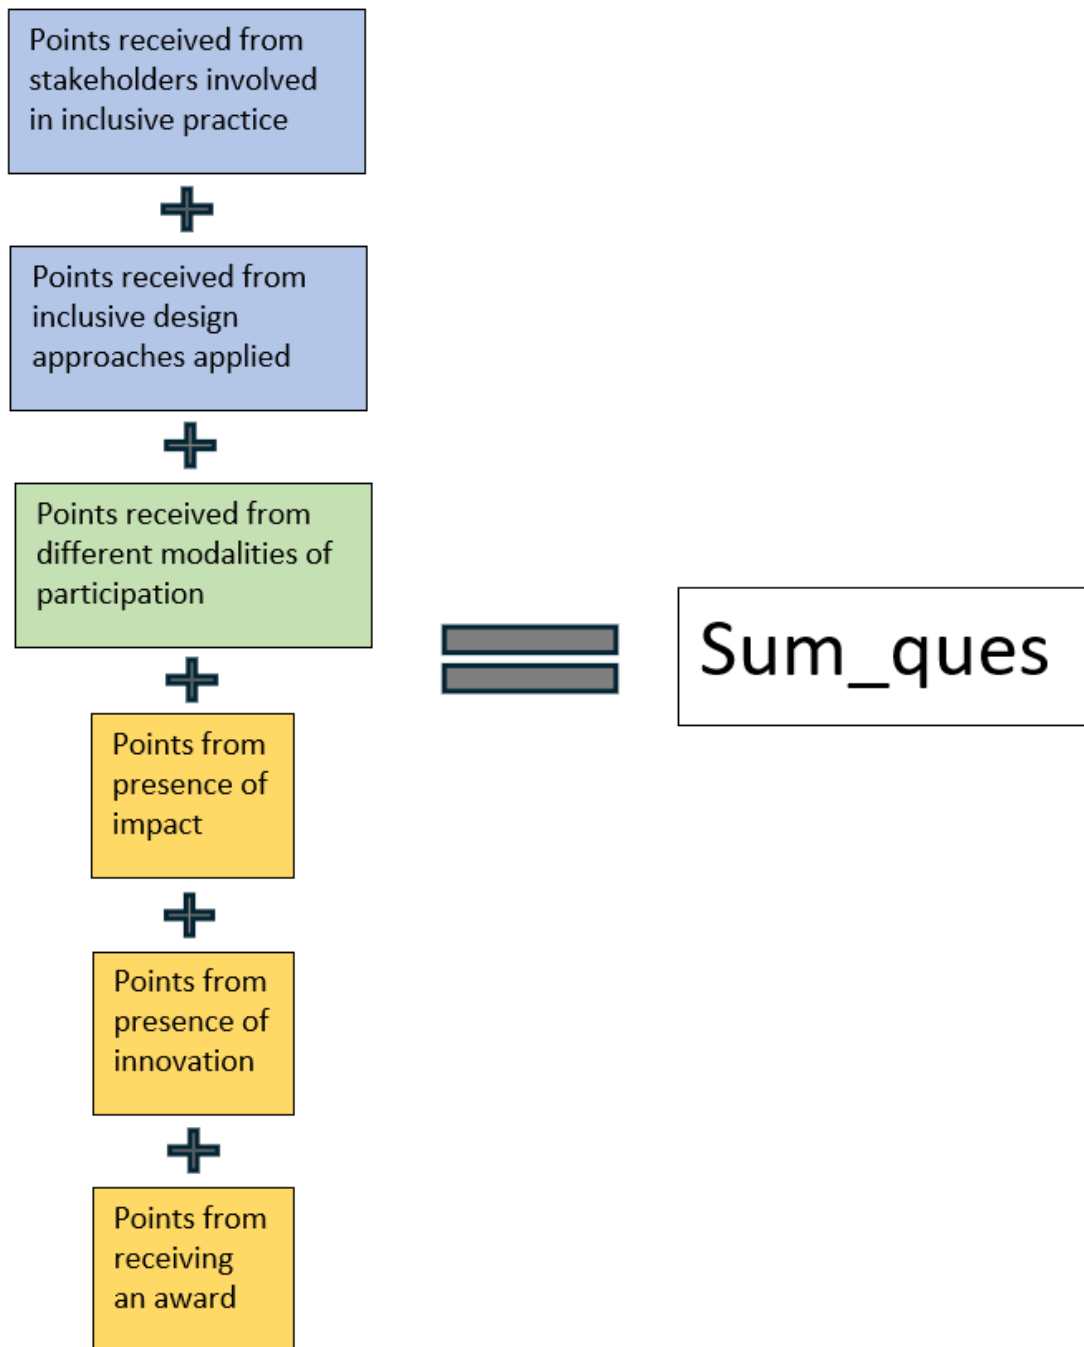 Points received from
stakeholders involved
in inclusive practice
Points received from
inclusive design
approaches applied
Points received from
different modalities of
participation
Sum_ques
Points from
presence of
impact
Points from
presence of
innovation
Points from
receiving
an award